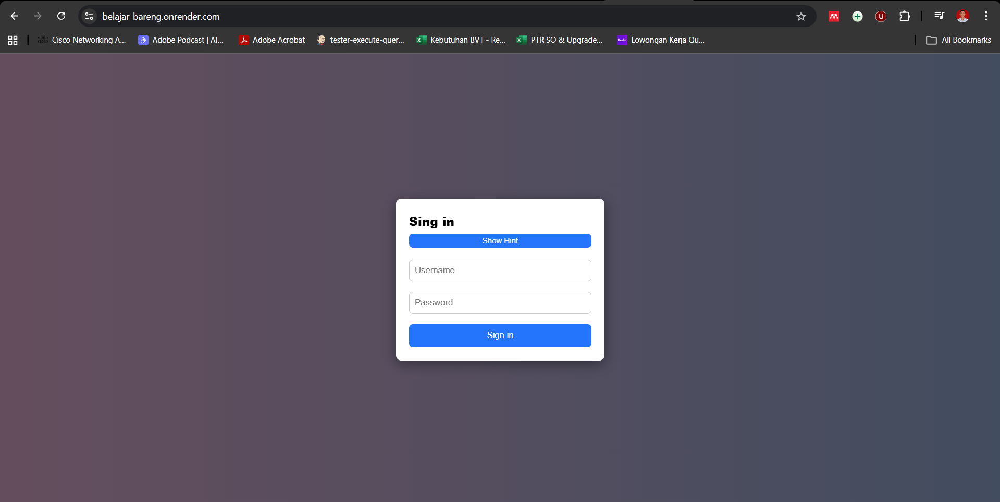 belajar-bareng.onrender.com
Cisco Networking A...
Adobe Podcast | AI...
Adobe Acrobat
tester-execute-quer...
Kebutuhan BVT - Re...
PTR SO & Upgrade...
Dealls!
Lowongan Kerja Qu...
All Bookmarks
Sing in
Show Hint
Username
Password
Sign in